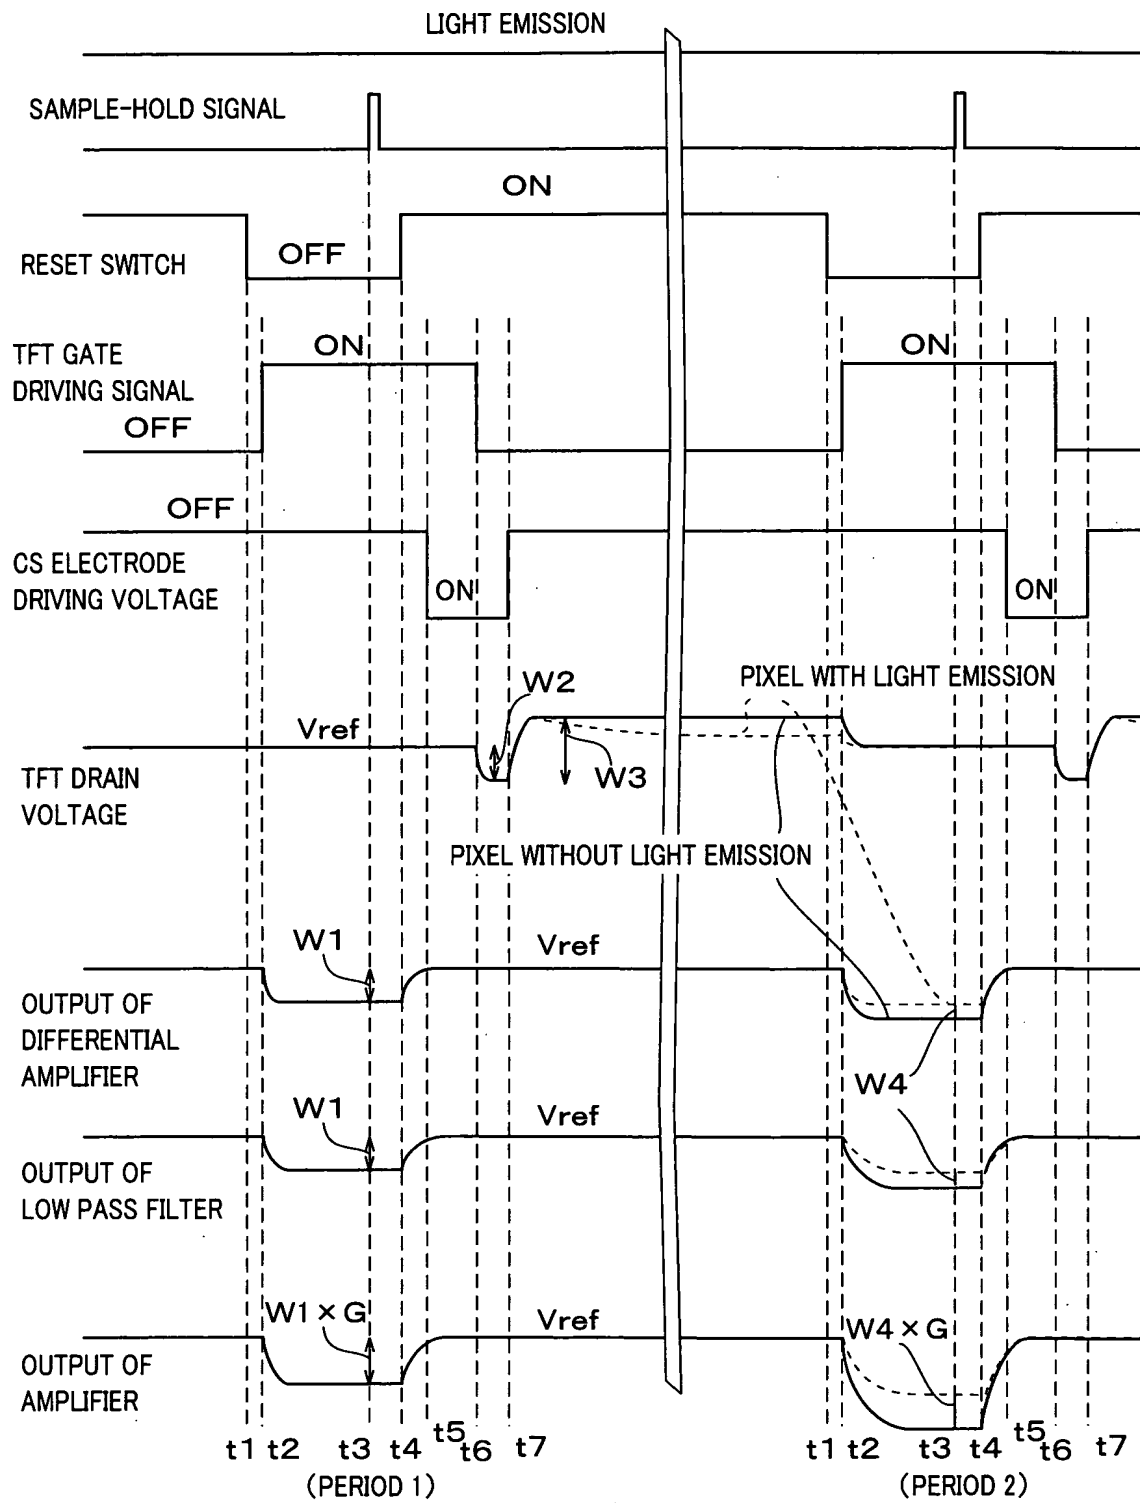 LIGHT EMISSION
SAMPLE-HOLD SIGNAL
ON
OFF
RESET SWITCH
ON
ON
TFT GATE
DRIVING SIGNAL
OFF
OFF
CS ELECTRODE
DRIVING VOLTAGE
ON
ON
PIXEL WITH LIGHT EMISSION
W2
Vref
W3
TFT DRAIN
VOLTAGE
PIXEL WITHOUT LIGHT EMISSION
W1
Vref
OUTPUT OF
DIFFERENTIAL
AMPLIFIER
W4
W1
Vref
OUTPUT OF
LOW PASS FILTER
W1×G
Vref
W4×G
OUTPUT OF
AMPLIFIER
t1 t2 t3 t4 t5 t6 t7
t1 t2 t3 t4 t5 t6 t7
(PERIOD 1)
(PERIOD 2)